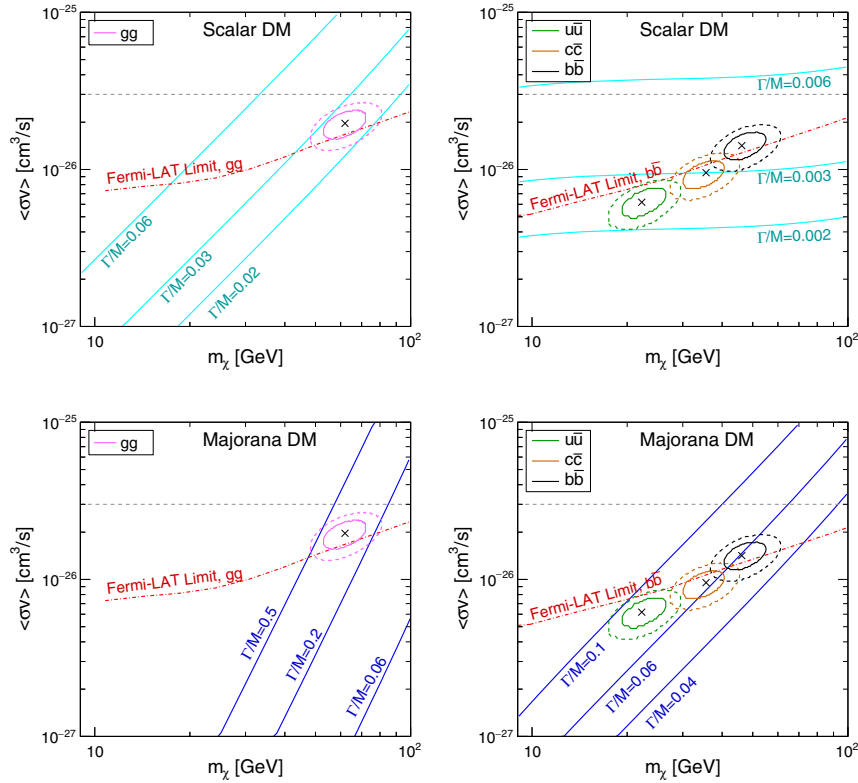 Scalar DM
gg
Fermi-LAT Limit, gg
Γ/M=0.06
Γ/M=0.03
Γ/M=0.02
<σv> [cm³/s]
10⁻²⁵
10⁻²⁶
10⁻²⁷
10
10²
m_χ [GeV]
Scalar DM
uū
cc̄
bb̄
Γ/M=0.006
Fermi-LAT Limit, bb̄
Γ/M=0.003
Γ/M=0.002
<σv> [cm³/s]
10⁻²⁵
10⁻²⁶
10⁻²⁷
10
10²
m_χ [GeV]
Majorana DM
gg
Fermi-LAT Limit, gg
Γ/M=0.5
Γ/M=0.2
Γ/M=0.06
<σv> [cm³/s]
10⁻²⁵
10⁻²⁶
10⁻²⁷
10
10²
m_χ [GeV]
Majorana DM
uū
cc̄
bb̄
Fermi-LAT Limit, bb̄
Γ/M=0.1
Γ/M=0.06
Γ/M=0.04
<σv> [cm³/s]
10⁻²⁵
10⁻²⁶
10⁻²⁷
10
10²
m_χ [GeV]